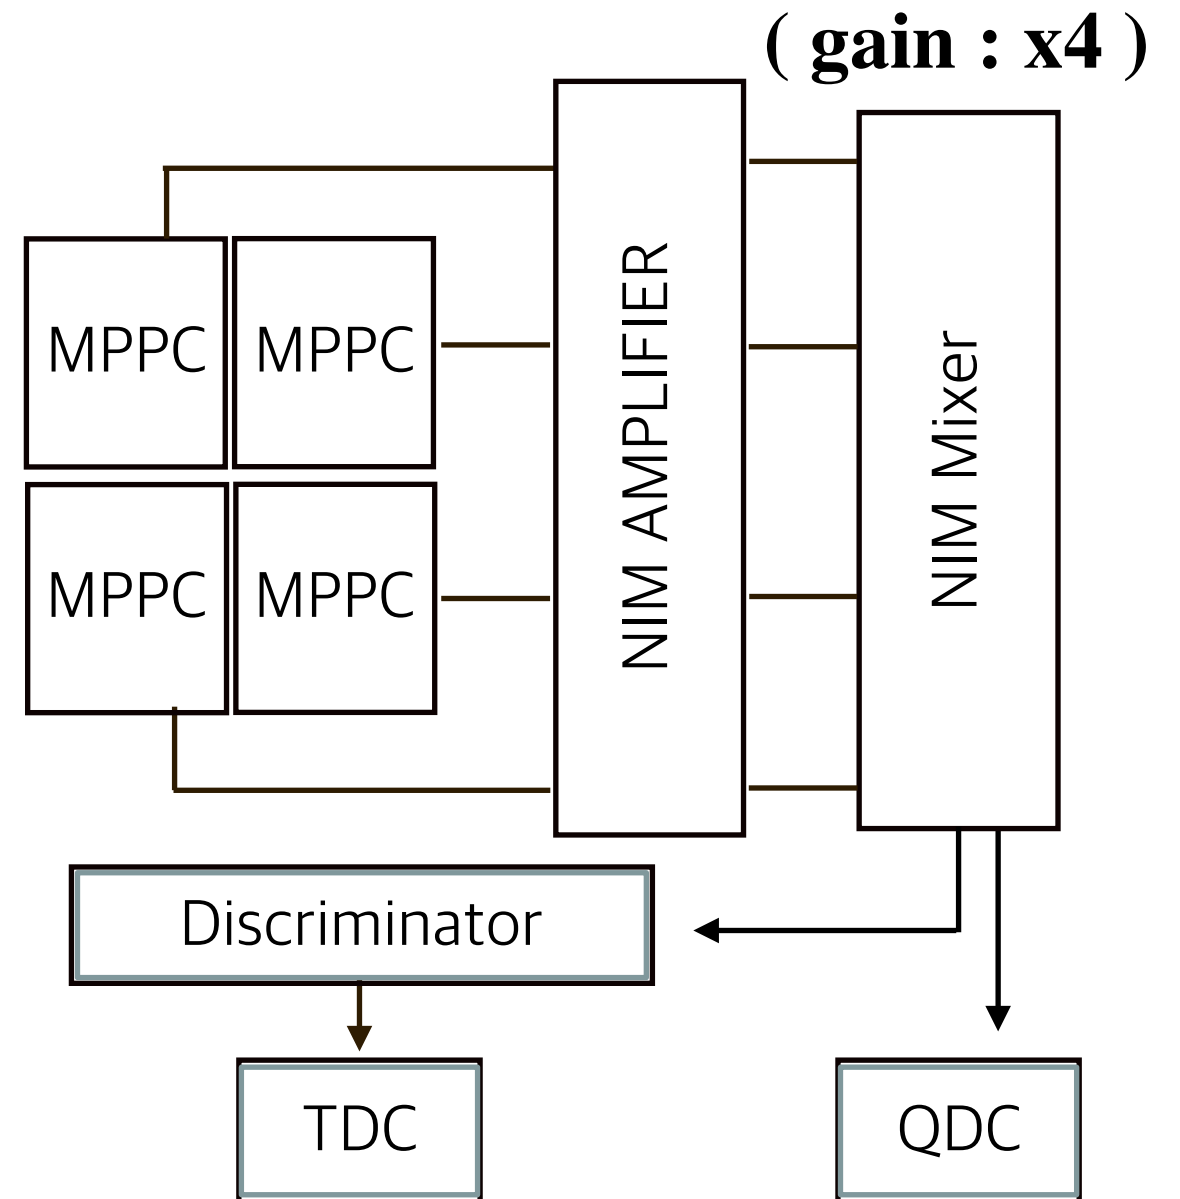 ( gain : x4 )
NIM AMPLIFIER
NIM Mixer
MPPC
MPPC
MPPC
MPPC
Discriminator
TDC
QDC